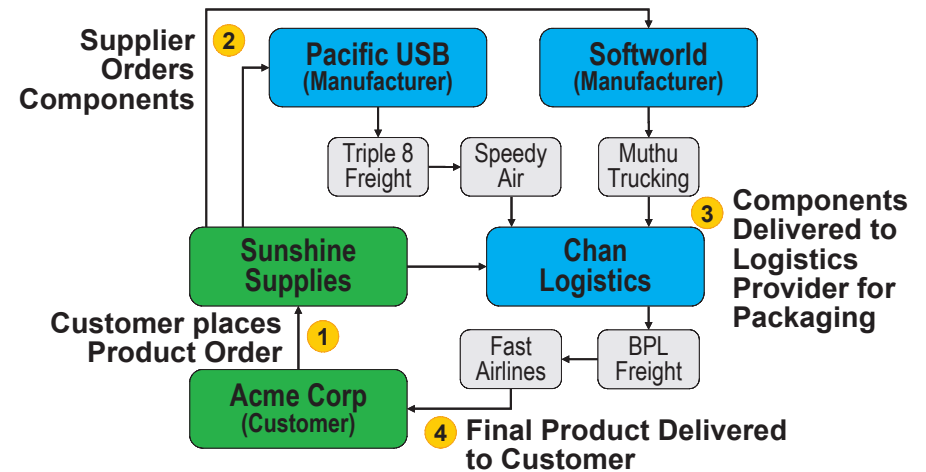 Supplier
Orders
Components
2
Pacific USB
(Manufacturer)
Softworld
(Manufacturer)
Triple 8
Freight
Speedy
Air
Muthu
Trucking
3
Components
Delivered to
Logistics
Provider for
Packaging
Sunshine
Supplies
Chan
Logistics
Customer places
Product Order
1
Fast
Airlines
BPL
Freight
Acme Corp
(Customer)
4
Final Product Delivered
to Customer